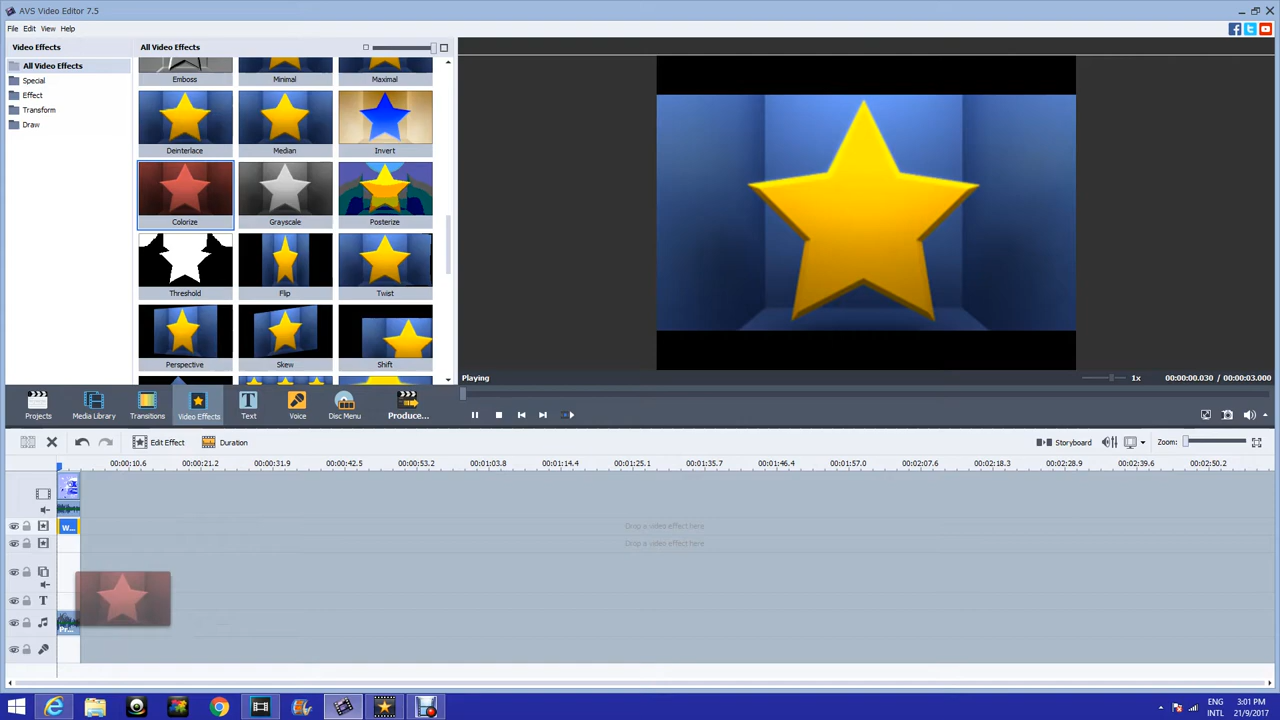 AVS Video Editor 7.5
File Edit View Help
Video Effects
All Video Effects
Special
Effect
Transform
Draw
All Video Effects
Emboss Minimal Maximal
Deinterlace Median Invert
Colorize Grayscale Posterize
Threshold Flip Twist
Perspective Skew Shift
Playing 1x 00:00:00.030 / 00:00:03.000
Projects Media Library Transitions Video Effects Text Voice Disc Menu Produce...
Edit Effect Duration Storyboard Zoom:
00:00:10.6 00:00:21.2 00:00:31.9 00:00:42.5 00:00:53.2 00:01:03.8 00:01:14.4 00:01:25.1 00:01:35.7 00:01:46.4 00:01:57.0 00:02:07.6 00:02:18.3 00:02:28.9 00:02:39.6 00:02:50.2
W... Drop a video effect here
Drop a video effect here
T
Pr...
ENG 3:01 PM
INTL 21/9/2017